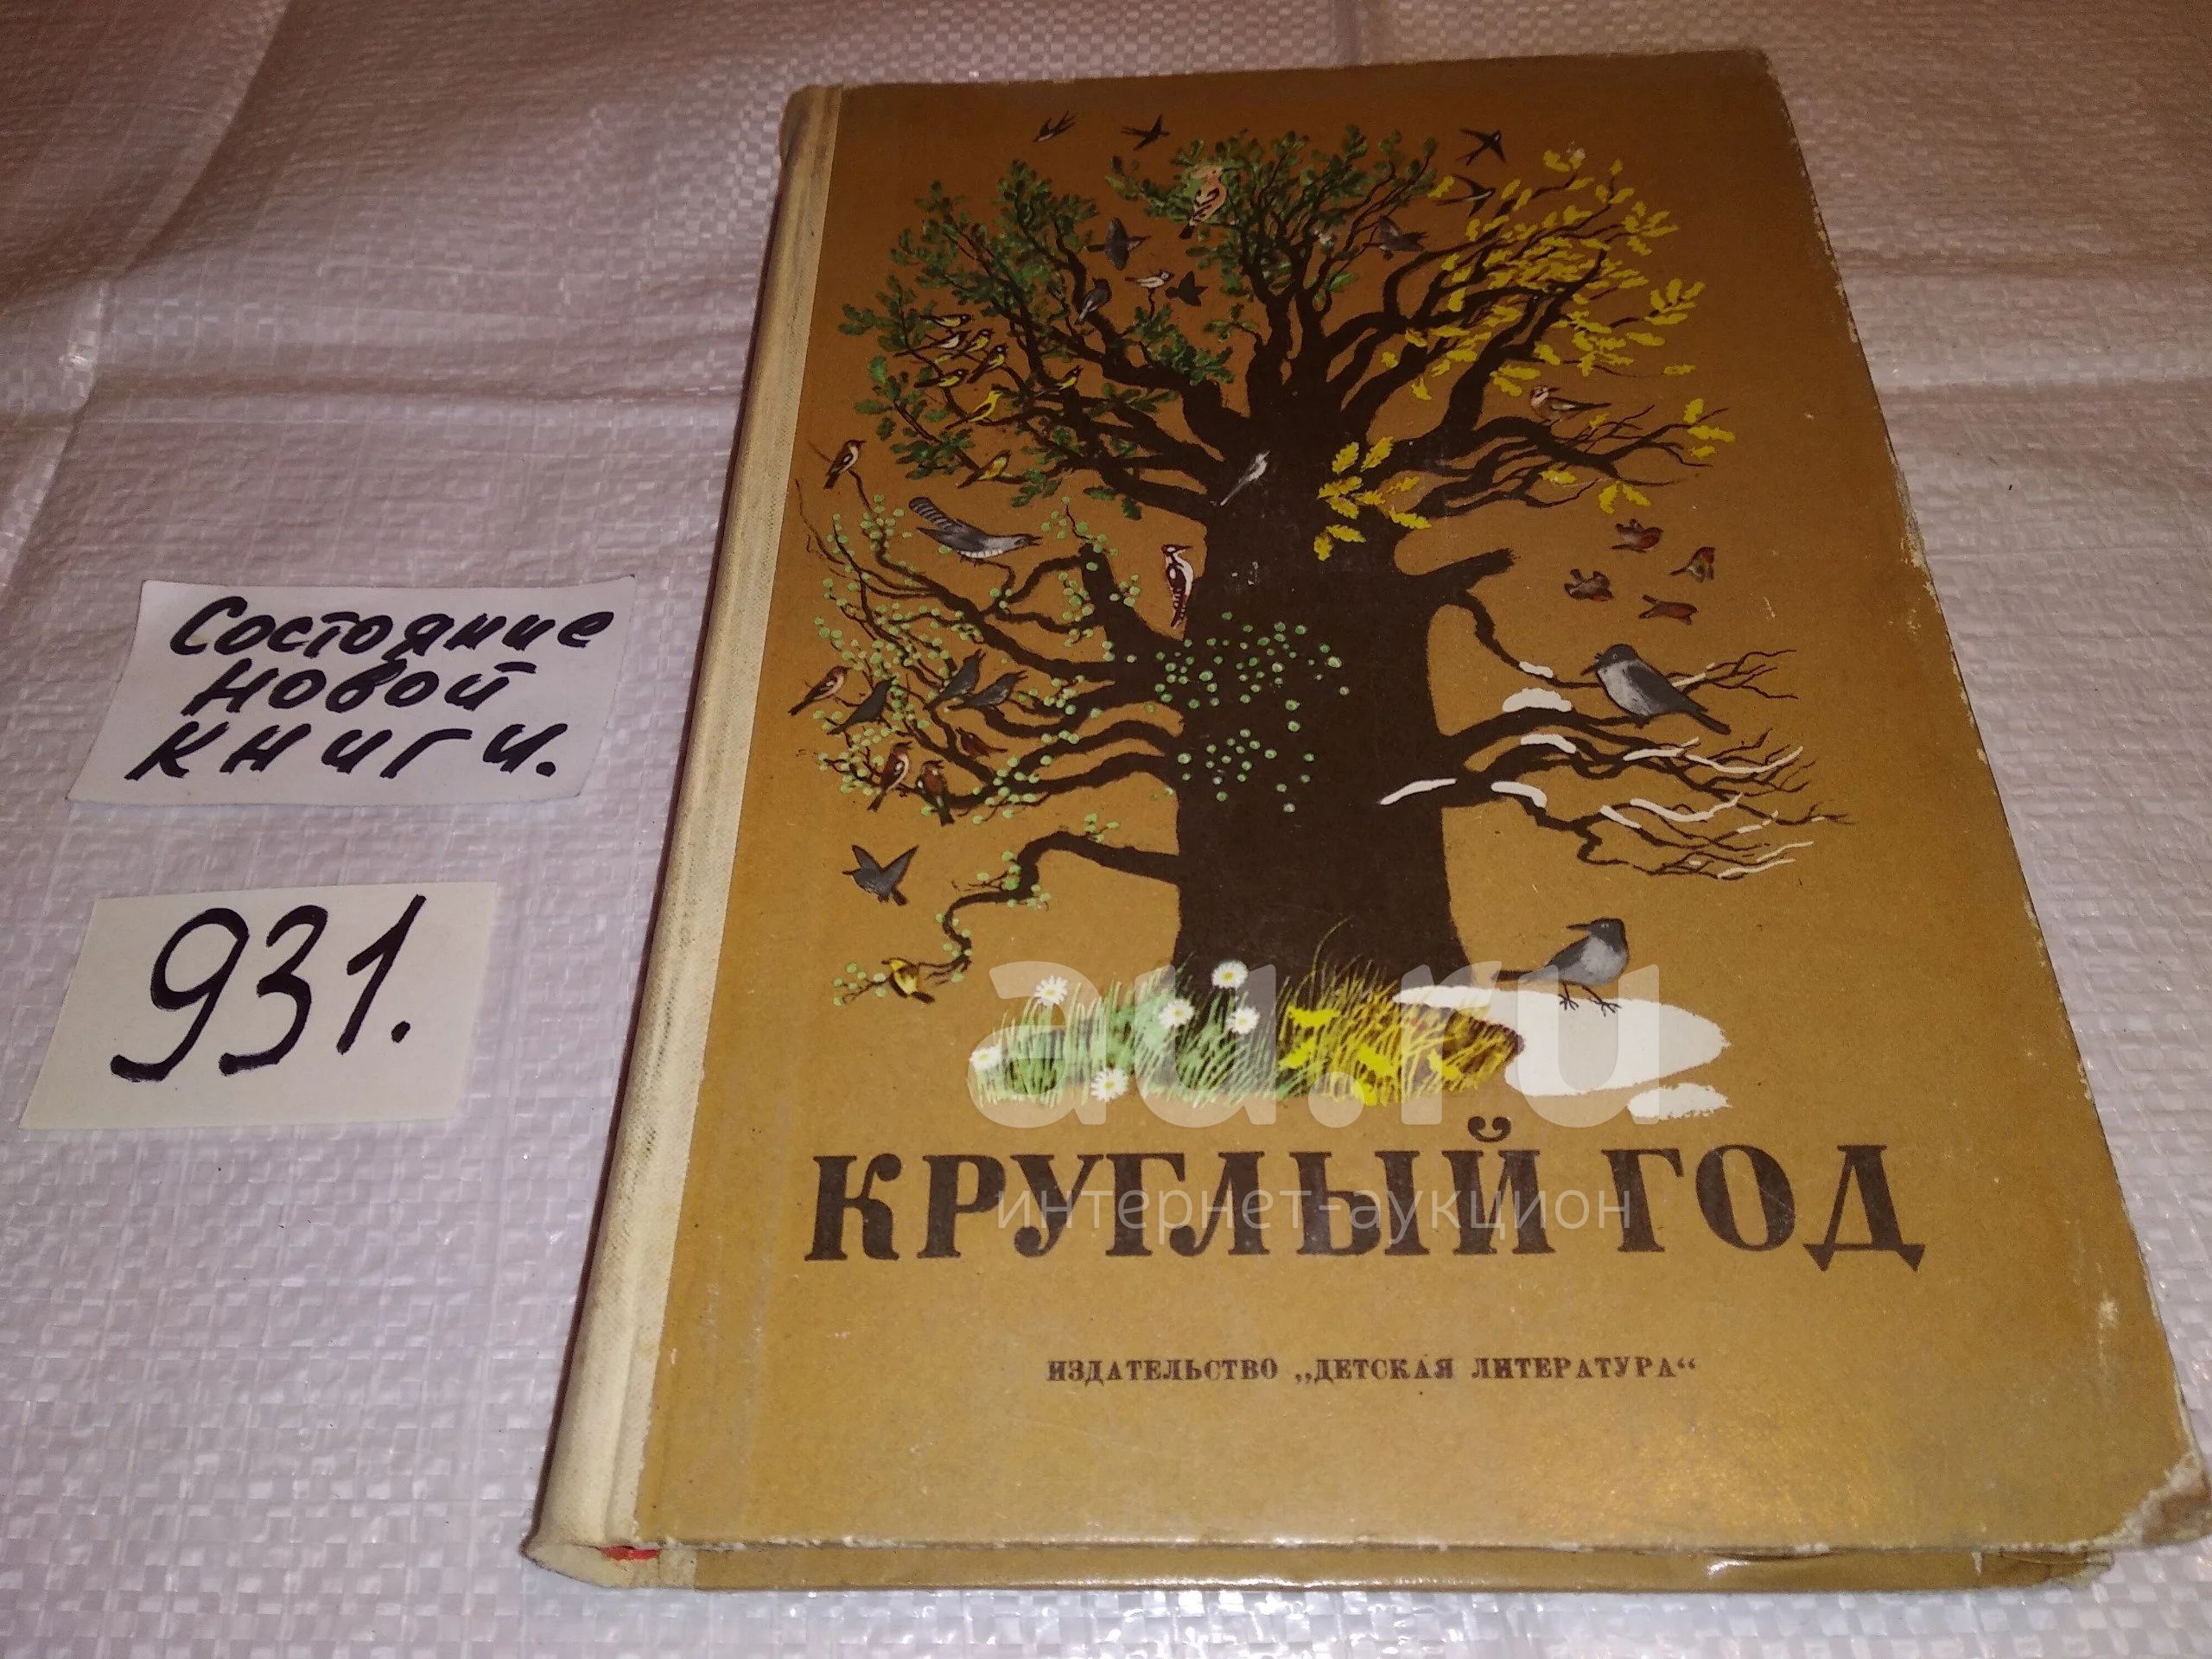 Состояние
новой
книги.
931.
au.ru
КРУГЛЫЙ ГОД
интернет-аукцион
ИЗДАТЕЛЬСТВО „ДЕТСКАЯ ЛИТЕРАТУРА“